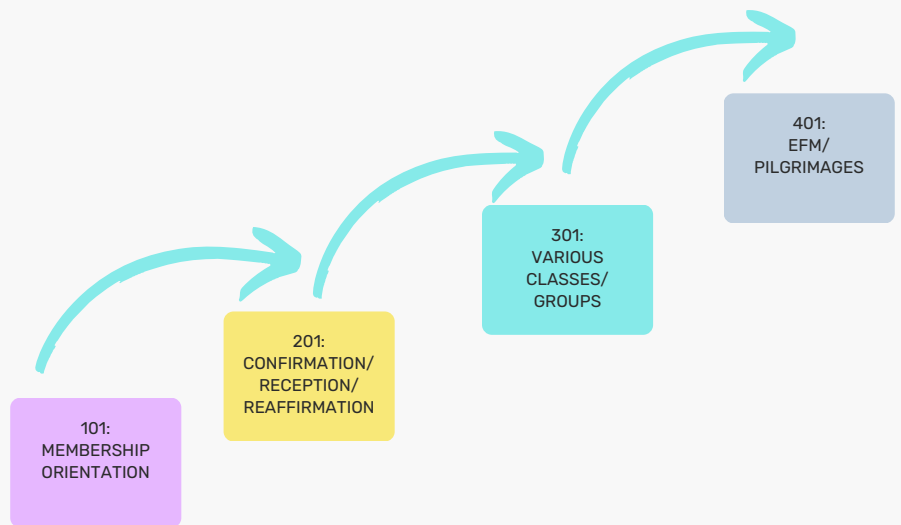 101:
MEMBERSHIP
ORIENTATION
201:
CONFIRMATION/
RECEPTION/
REAFFIRMATION
301:
VARIOUS
CLASSES/
GROUPS
401:
EFM/
PILGRIMAGES